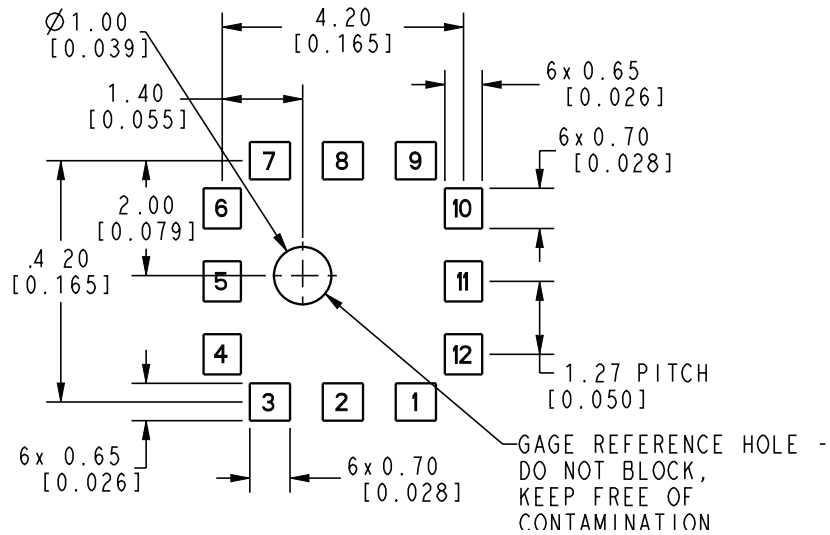 Ø1.00
[0.039]
4.20
[0.165]
1.40
[0.055]
6x 0.65
[0.026]
6x 0.70
[0.028]
7 8 9
6 10
2.00
[0.079]
.4 20
[0.165]
5 11
4 12
1.27 PITCH
[0.050]
3 2 1
6x 0.65
[0.026]
6x 0.70
[0.028]
GAGE REFERENCE HOLE -
DO NOT BLOCK,
KEEP FREE OF
CONTAMINATION